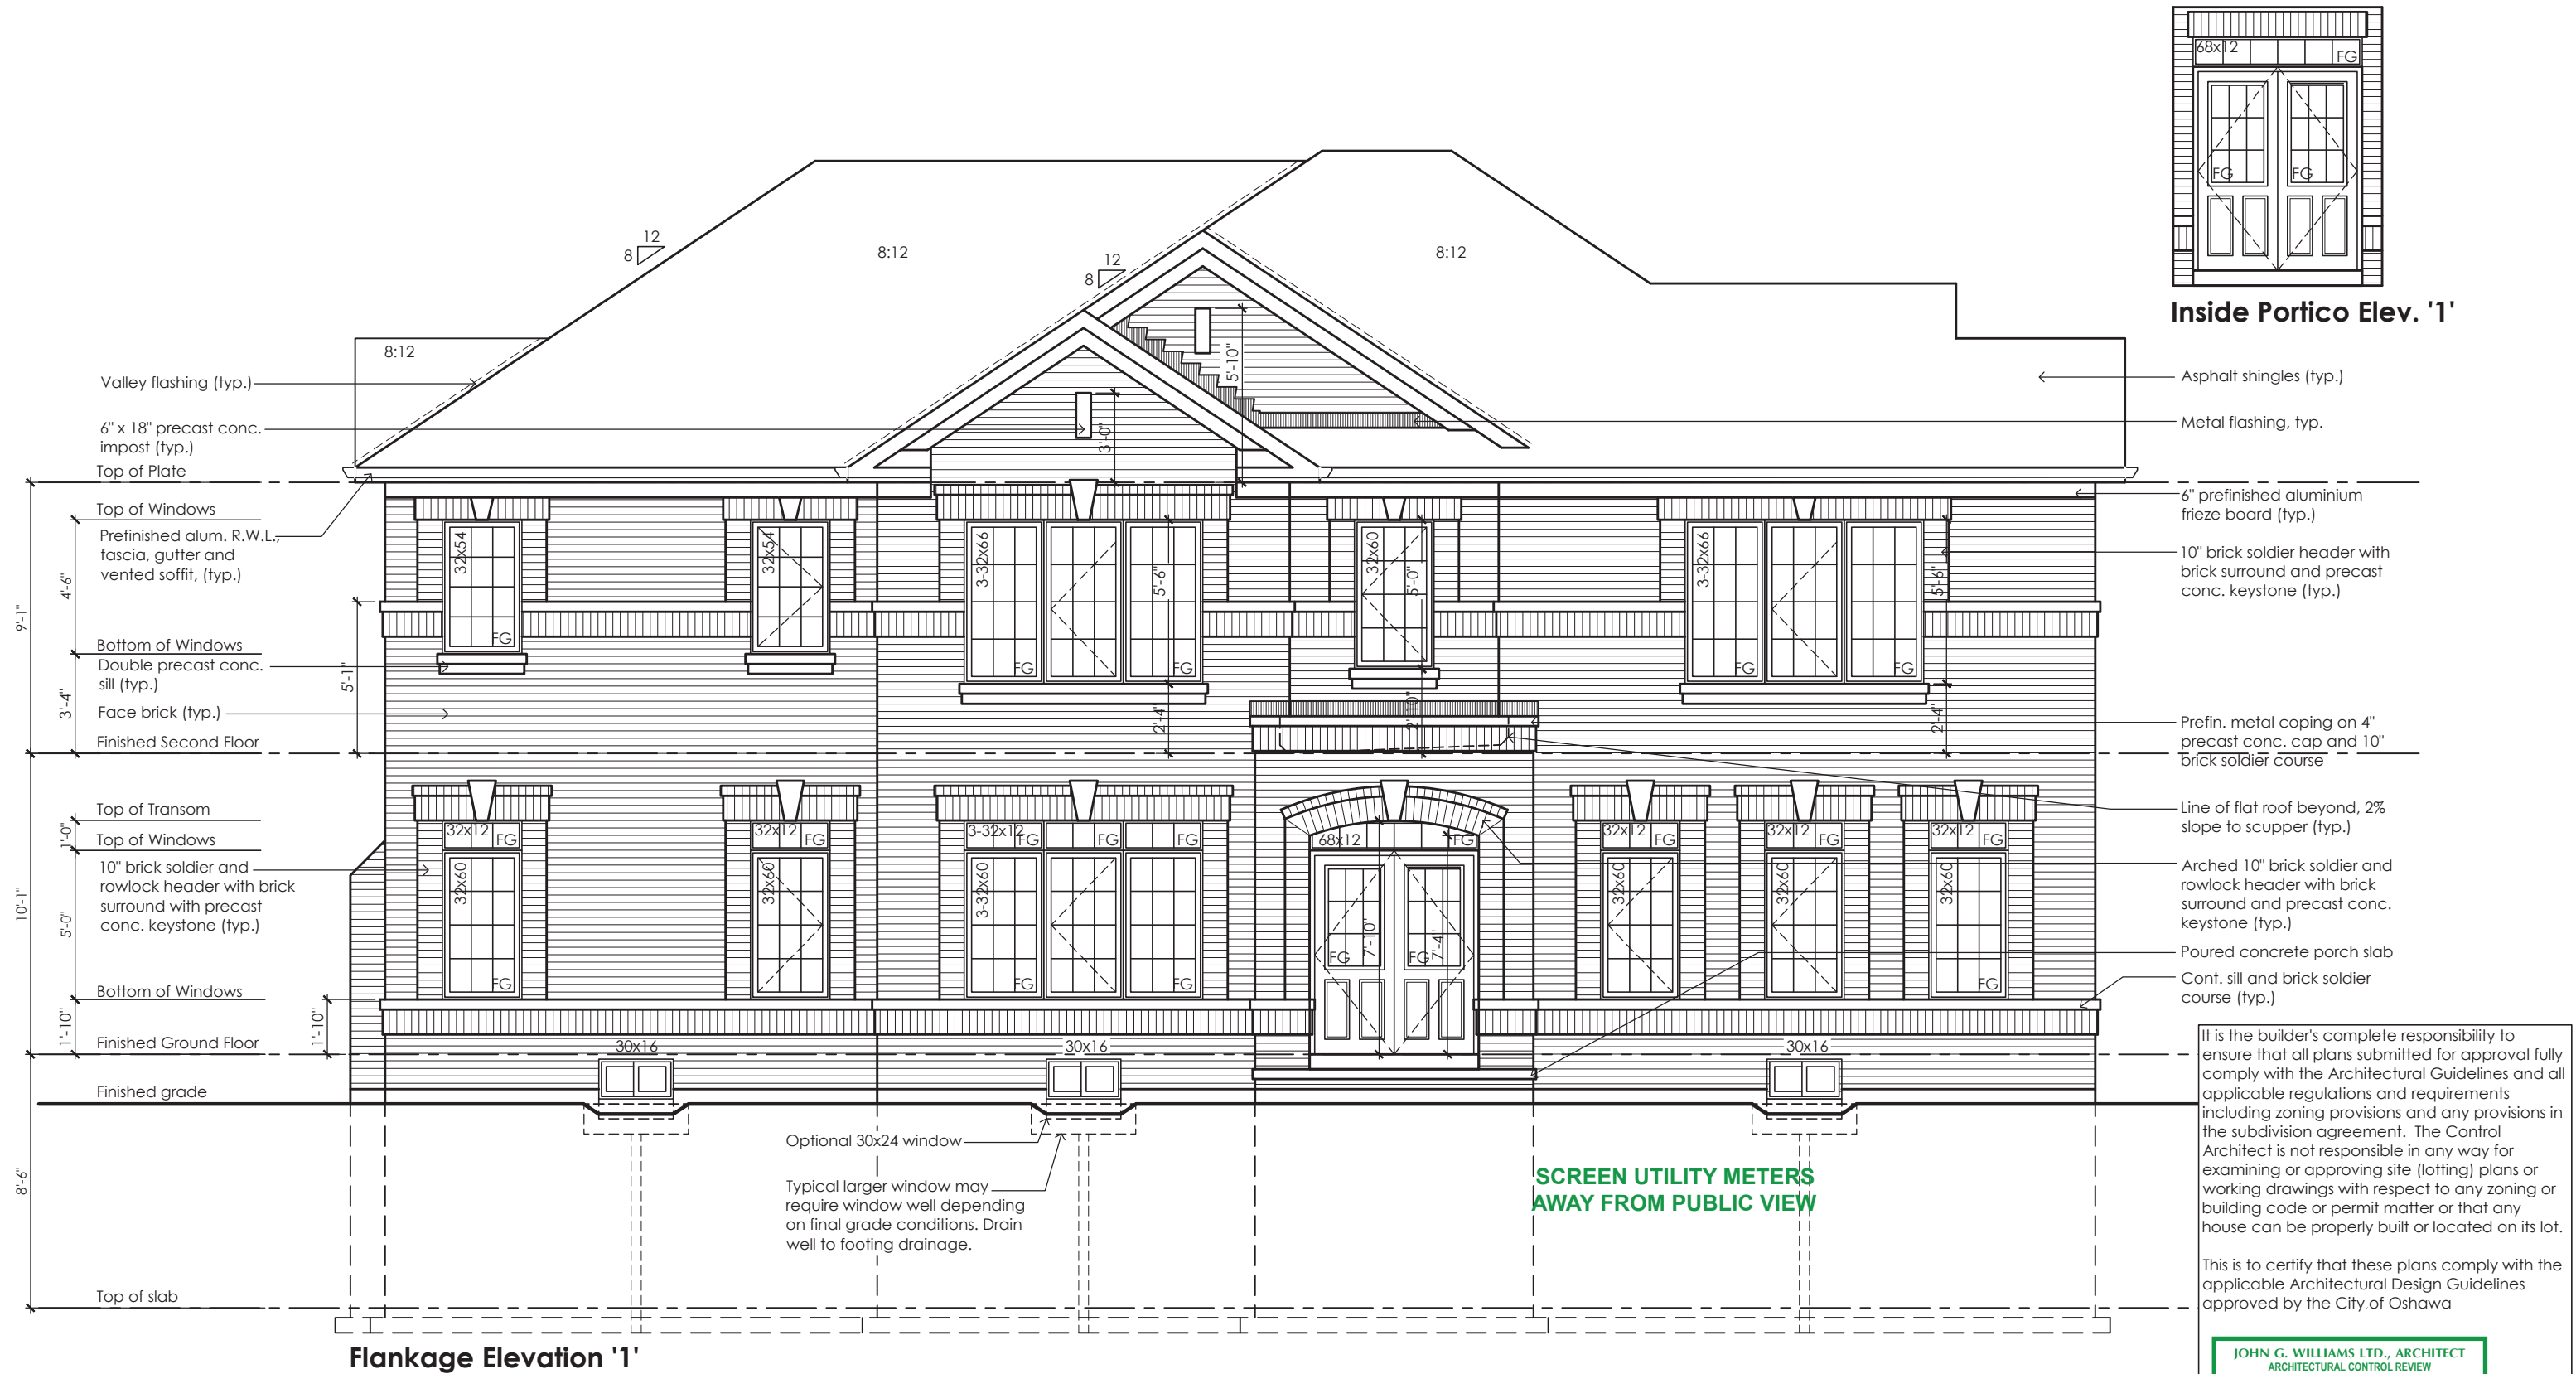 68x12
FG
FG
FG
Inside Portico Elev. '1'
12
8
8:12
12
8
8:12
8:12
Valley flashing (typ.)
6" x 18" precast conc.
impost (typ.)
Top of Plate
Top of Windows
Prefinished alum. R.W.L.,
fascia, gutter and
vented soffit, (typ.)
Bottom of Windows
Double precast conc.
sill (typ.)
Face brick (typ.)
Finished Second Floor
Top of Transom
Top of Windows
10" brick soldier and
rowlock header with brick
surround with precast
conc. keystone (typ.)
Bottom of Windows
Finished Ground Floor
Finished grade
Top of slab
9'-1"
10'-1"
8'-6"
4'-6"
3'-4"
1'-0"
5'-0"
1'-10"
5'-1"
1'-10"
3'-0"
5'-10"
32x54
FG
32x54
3-32x66
5'-6"
FG
FG
2'-4"
32x60
5'-0"
2'-10"
3-32x66
5'-6"
FG
FG
2'-4"
32x12
FG
32x60
FG
32x12
FG
32x60
3-32x12
FG
FG
FG
3-32x60
FG
FG
68x12
FG
FG
7'-10"
FG
7'-4"
32x12
FG
32x60
32x12
FG
32x60
32x12
FG
32x60
FG
30x16
30x16
30x16
Optional 30x24 window
Typical larger window may
require window well depending
on final grade conditions. Drain
well to footing drainage.
SCREEN UTILITY METERS
AWAY FROM PUBLIC VIEW
Asphalt shingles (typ.)
Metal flashing, typ.
6" prefinished aluminium
frieze board (typ.)
10" brick soldier header with
brick surround and precast
conc. keystone (typ.)
Prefin. metal coping on 4"
precast conc. cap and 10"
brick soldier course
Line of flat roof beyond, 2%
slope to scupper (typ.)
Arched 10" brick soldier and
rowlock header with brick
surround and precast conc.
keystone (typ.)
Poured concrete porch slab
Cont. sill and brick soldier
course (typ.)
It is the builder's complete responsibility to
ensure that all plans submitted for approval fully
comply with the Architectural Guidelines and all
applicable regulations and requirements
including zoning provisions and any provisions in
the subdivision agreement. The Control
Architect is not responsible in any way for
examining or approving site (lotting) plans or
working drawings with respect to any zoning or
building code or permit matter or that any
house can be properly built or located on its lot.
This is to certify that these plans comply with the
applicable Architectural Design Guidelines
approved by the City of Oshawa
JOHN G. WILLIAMS LTD., ARCHITECT
ARCHITECTURAL CONTROL REVIEW
Flankage Elevation '1'